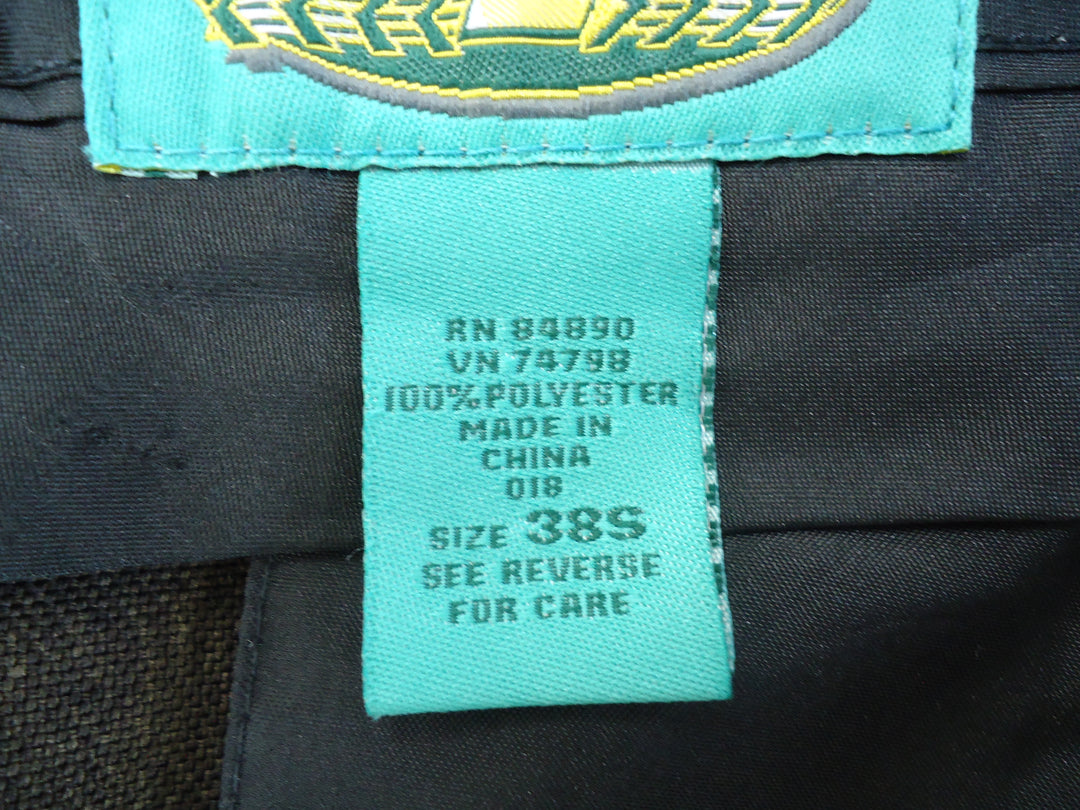 RN 84890
VN 74798
100% POLYESTER
MADE IN
CHINA
018
SIZE 38S
SEE REVERSE
FOR CARE